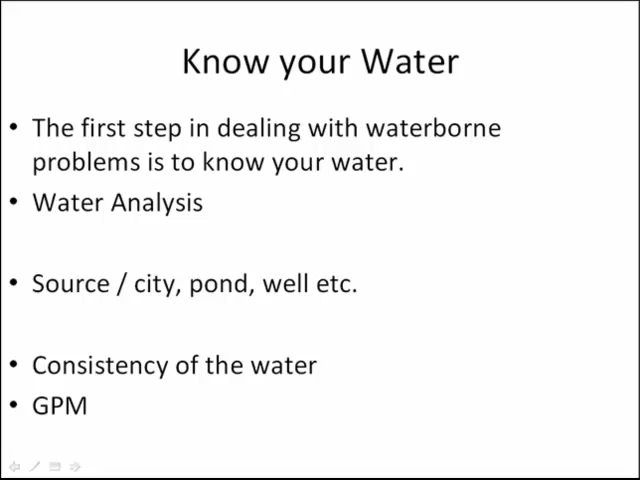 Know your Water
• The first step in dealing with waterborne
problems is to know your water.
• Water Analysis
• Source / city, pond, well etc.
• Consistency of the water
• GPM